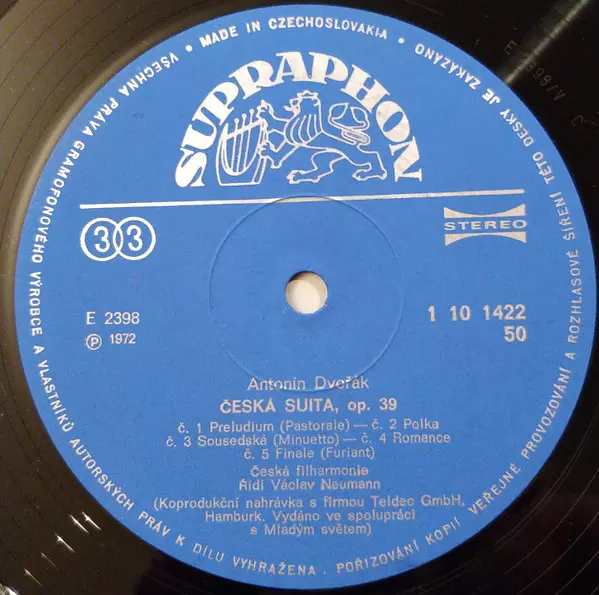 VŠECHNA PRÁVA GRAMOFONOVÉHO VÝROBCE A VLASTNÍKŮ AUTORSKÝCH PRÁV K DÍLU VYHRAŽENA . POŘIZOVÁNÍ KOPIÍ VEŘEJNÉ PROVOZOVÁNÍ A ROZHLASOVÉ ŠÍŘENÍ TÉTO DESKY JE ZAKÁZÁNO
• MADE IN CZECHOSLOVAKIA •
SUPRAPHON
33
STEREO
E 2398
℗ 1972
1 10 1422
50
Antonín Dvořák
ČESKÁ SUITA, op. 39
č. 1 Preludium (Pastorale) — č. 2 Polka
č. 3 Sousedská (Minuetto) — č. 4 Romance
č. 5 Finale (Furiant)
Česká filharmonie
Řídí Václav Neumann
(Koprodukční nahrávka s firmou Teldec GmbH,
Hamburk. Vydáno ve spolupráci
s Mladým světem)